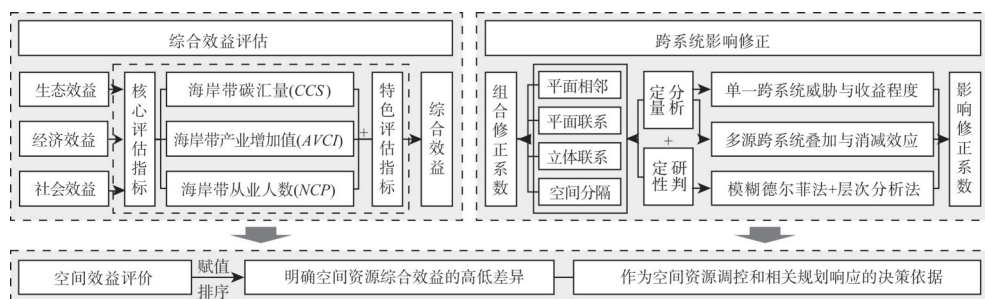 综合效益评估
生态效益
经济效益
社会效益
核心评估指标
海岸带碳汇量(CCS)
海岸带产业增加值(AVCI)
海岸带从业人数(NCP)
+
特色评估指标
综合效益
跨系统影响修正
组合修正系数
平面相邻
平面联系
立体联系
空间分隔
定量分析
+
定性研判
单一跨系统威胁与收益程度
多源跨系统叠加与消减效应
模糊德尔菲法+层次分析法
影响修正系数
空间效益评价
赋值
排序
明确空间资源综合效益的高低差异
作为空间资源调控和相关规划响应的决策依据